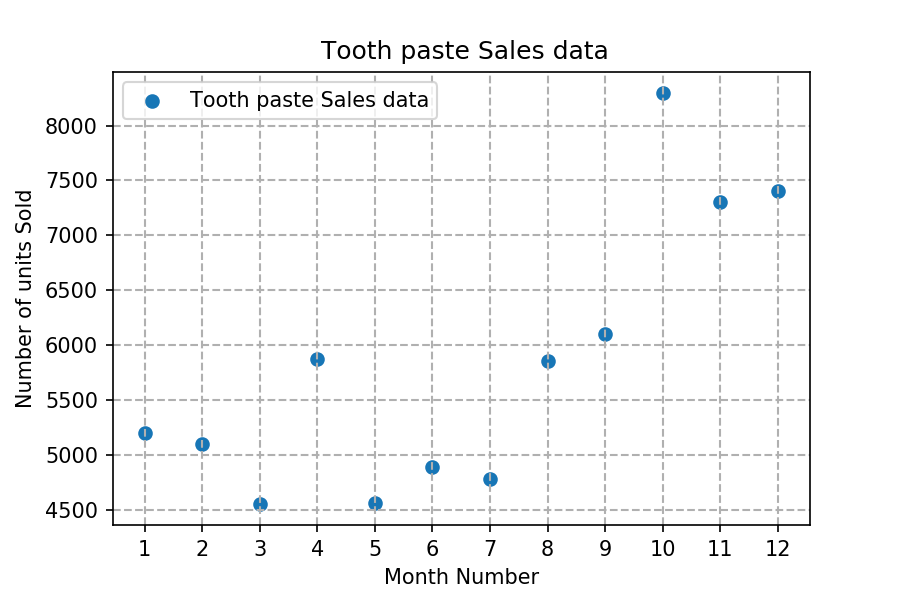 Tooth paste Sales data
Tooth paste Sales data
Number of units Sold
8000
7500
7000
6500
6000
5500
5000
4500
1 2 3 4 5 6 7 8 9 10 11 12
Month Number